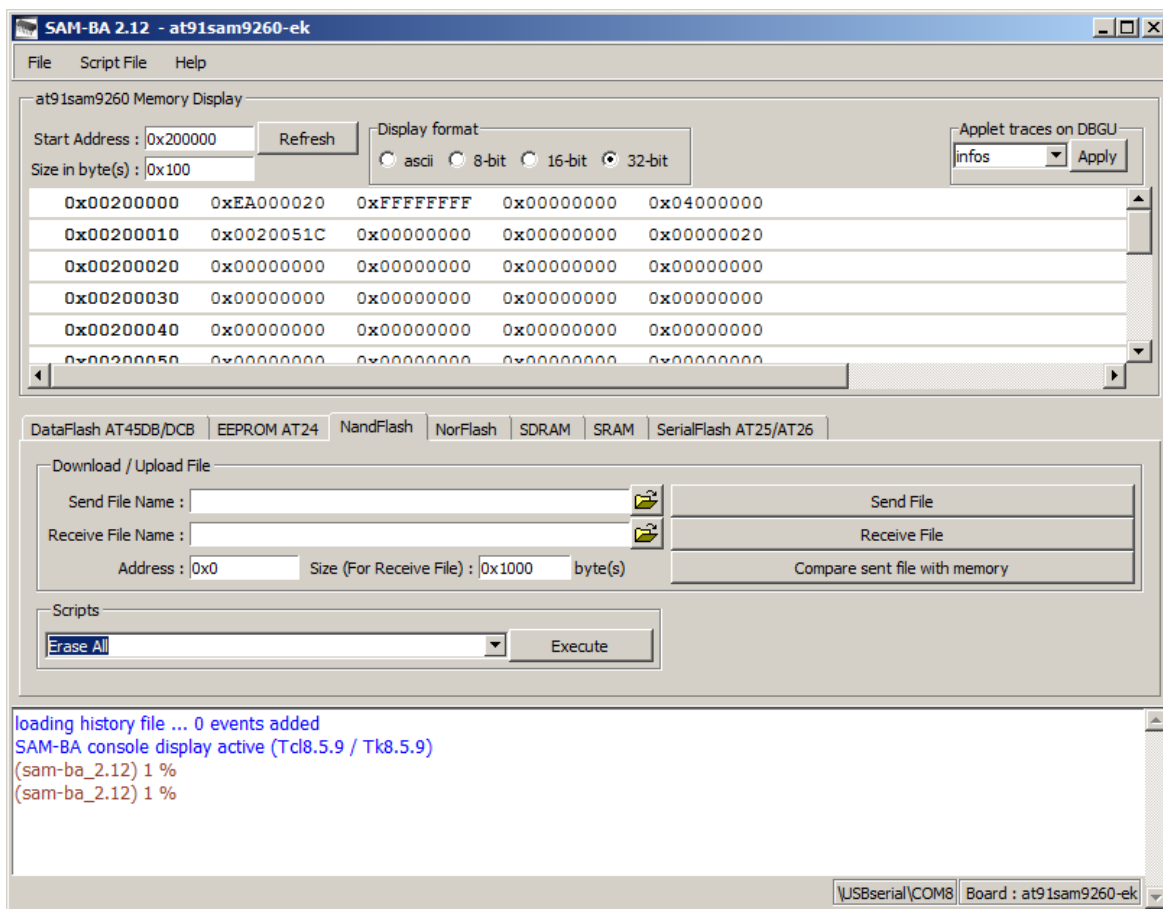 SAM-BA 2.12 - at91sam9260-ek
File Script File Help
at91sam9260 Memory Display
Start Address : 0x200000 Refresh
Size in byte(s) : 0x100
Display format
ascii 8-bit 16-bit 32-bit
Applet traces on DBGU
infos Apply
0x00200000 0xEA000020 0xFFFFFFFF 0x00000000 0x04000000
0x00200010 0x0020051C 0x00000000 0x00000000 0x00000020
0x00200020 0x00000000 0x00000000 0x00000000 0x00000000
0x00200030 0x00000000 0x00000000 0x00000000 0x00000000
0x00200040 0x00000000 0x00000000 0x00000000 0x00000000
0x00200050 0x00000000 0x00000000 0x00000000 0x00000000
DataFlash AT45DB/DCB EEPROM AT24 NandFlash NorFlash SDRAM SRAM SerialFlash AT25/AT26
Download / Upload File
Send File Name : Send File
Receive File Name : Receive File
Address : 0x0 Size (For Receive File) : 0x1000 byte(s) Compare sent file with memory
Scripts
Erase All Execute
loading history file ... 0 events added
SAM-BA console display active (Tcl8.5.9 / Tk8.5.9)
(sam-ba_2.12) 1 %
(sam-ba_2.12) 1 %
\USBserial\COM8 Board : at91sam9260-ek